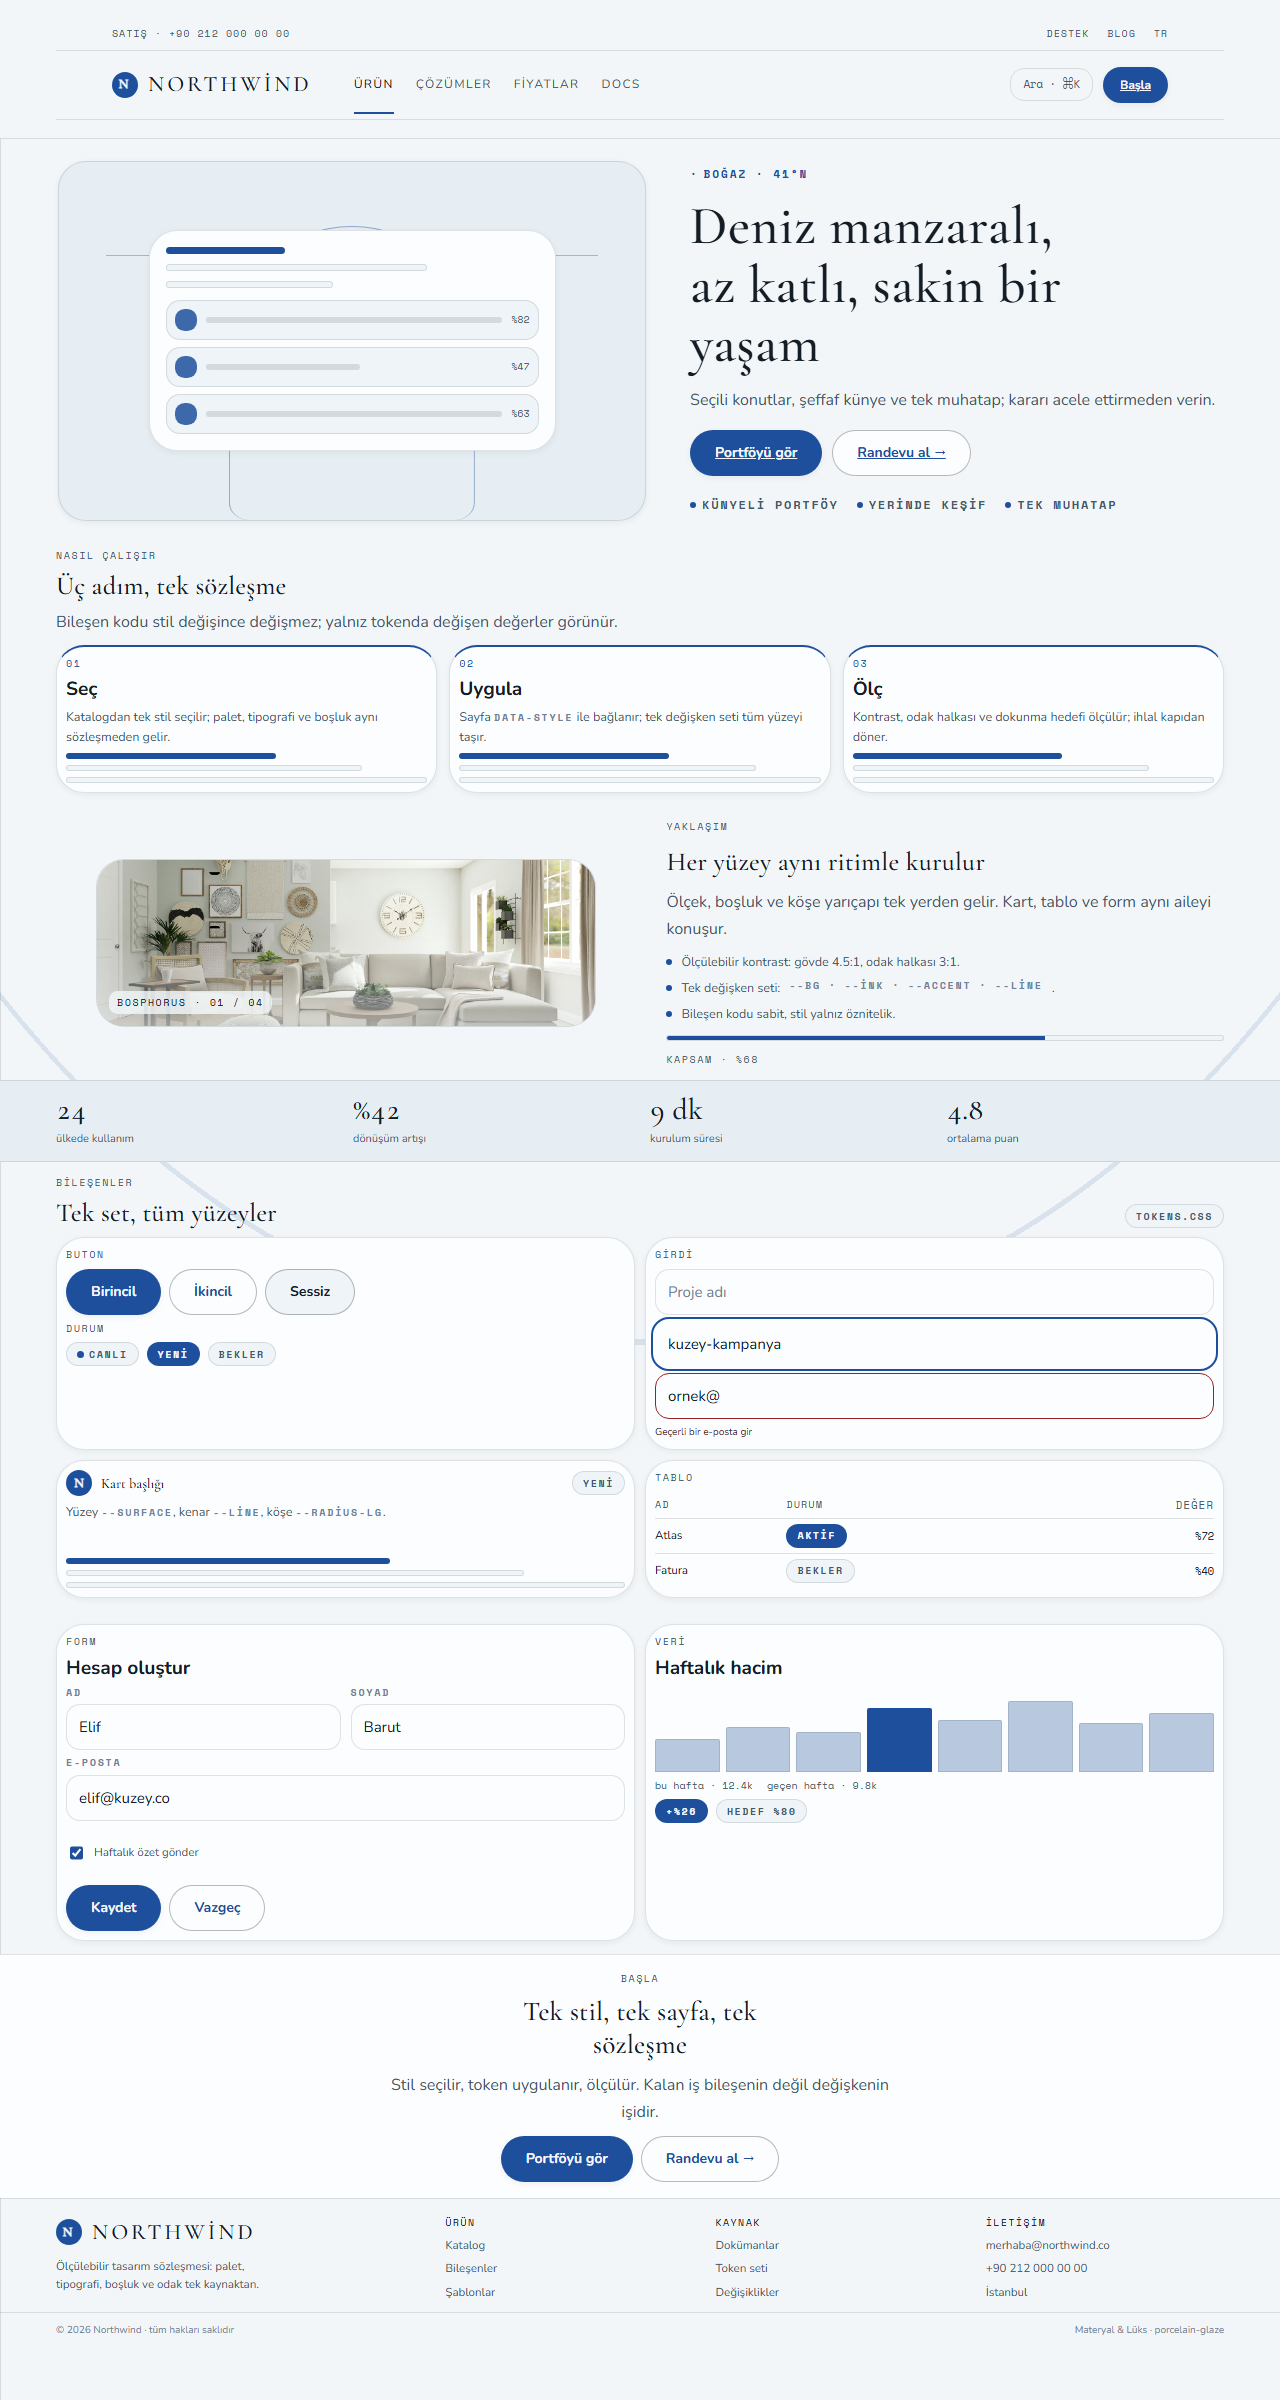 SATIŞ · +90 212 000 00 00
DESTEK BLOG TR
N NORTHWİND
ÜRÜN ÇÖZÜMLER FİYATLAR DOCS
Ara · ⌘K
Başla
· BOĞAZ · 41°N
Deniz manzaralı,
az katlı, sakin bir
yaşam
Seçili konutlar, şeffaf künye ve tek muhatap; kararı acele ettirmeden verin.
Portföyü gör
Randevu al →
KÜNYELİ PORTFÖY YERİNDE KEŞİF TEK MUHATAP
%82
%47
%63
NASIL ÇALIŞIR
Üç adım, tek sözleşme
Bileşen kodu stil değişince değişmez; yalnız tokenda değişen değerler görünür.
01
Seç
Katalogdan tek stil seçilir; palet, tipografi ve boşluk aynı
sözleşmeden gelir.
02
Uygula
Sayfa DATA-STYLE ile bağlanır; tek değişken seti tüm yüzeyi
taşır.
03
Ölç
Kontrast, odak halkası ve dokunma hedefi ölçülür; ihlal kapıdan
döner.
BOSPHORUS · 01 / 04
YAKLAŞIM
Her yüzey aynı ritimle kurulur
Ölçek, boşluk ve köşe yarıçapı tek yerden gelir. Kart, tablo ve form aynı aileyi
konuşur.
Ölçülebilir kontrast: gövde 4.5:1, odak halkası 3:1.
Tek değişken seti: --BG · --İNK · --ACCENT · --LİNE .
Bileşen kodu sabit, stil yalnız öznitelik.
KAPSAM · %68
24
ülkede kullanım
%42
dönüşüm artışı
9 dk
kurulum süresi
4.8
ortalama puan
BİLEŞENLER
Tek set, tüm yüzeyler
TOKENS.CSS
BUTON
Birincil
İkincil
Sessiz
DURUM
CANLI
YENİ
BEKLER
GİRDİ
Proje adı
kuzey-kampanya
ornek@
Geçerli bir e-posta gir
N Kart başlığı
YENİ
Yüzey --SURFACE, kenar --LİNE, köşe --RADİUS-LG.
TABLO
AD DURUM DEĞER
Atlas AKTİF %72
Fatura BEKLER %40
FORM
Hesap oluştur
AD
SOYAD
Elif
Barut
E-POSTA
elif@kuzey.co
Haftalık özet gönder
Kaydet
Vazgeç
VERİ
Haftalık hacim
bu hafta · 12.4k geçen hafta · 9.8k
+%26
HEDEF %80
BAŞLA
Tek stil, tek sayfa, tek
sözleşme
Stil seçilir, token uygulanır, ölçülür. Kalan iş bileşenin değil değişkenin
işidir.
Portföyü gör
Randevu al →
N NORTHWİND
Ölçülebilir tasarım sözleşmesi: palet,
tipografi, boşluk ve odak tek kaynaktan.
ÜRÜN
Katalog
Bileşenler
Şablonlar
KAYNAK
Dokümanlar
Token seti
Değişiklikler
İLETİŞİM
merhaba@northwind.co
+90 212 000 00 00
İstanbul
© 2026 Northwind · tüm hakları saklıdır
Materyal & Lüks · porcelain-glaze